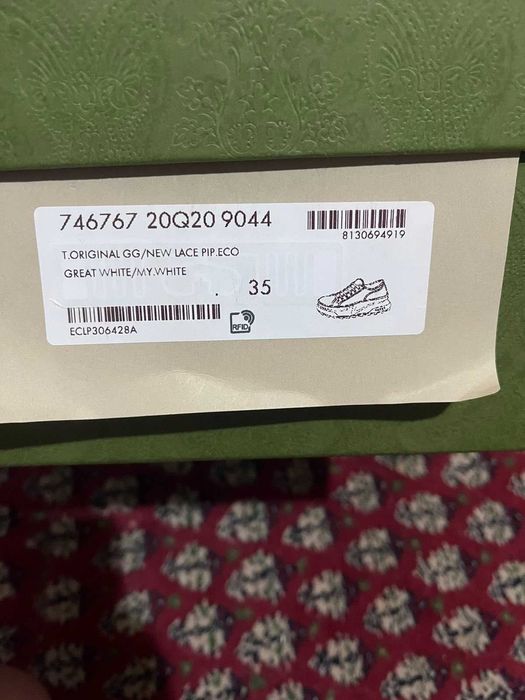 746767 20Q20 9044
8130694919
T.ORIGINAL GG/NEW LACE PIP.ECO
GREAT WHITE/MY.WHITE
. 35
ECLP306428A
RFID